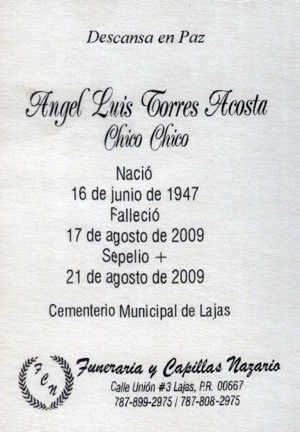 Descansa en Paz
Angel Luis Torres Acosta
Chico Chico
Nació
16 de junio de 1947
Falleció
17 de agosto de 2009
Sepelio +
21 de agosto de 2009
Cementerio Municipal de Lajas
F C N
Funeraria y Capillas Nazario
Calle Unión #3 Lajas, P.R. 00667
787-899-2975 / 787-808-2975